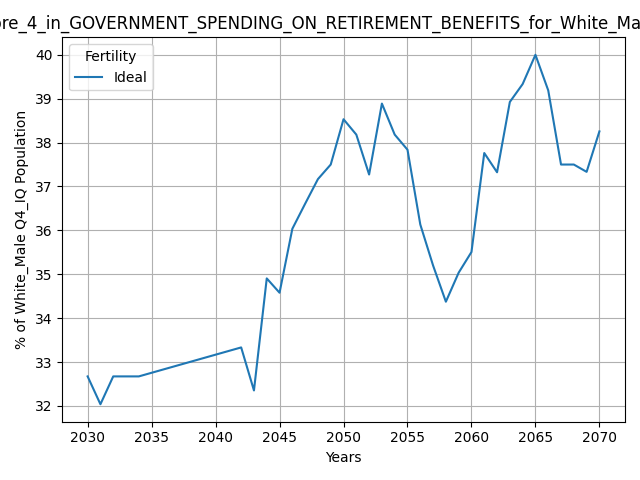 ore_4_in_GOVERNMENT_SPENDING_ON_RETIREMENT_BENEFITS_for_White_Ma
Fertility
Ideal
40
39
38
37
36
35
34
33
32
% of White_Male Q4_IQ Population
2030 2035 2040 2045 2050 2055 2060 2065 2070
Years